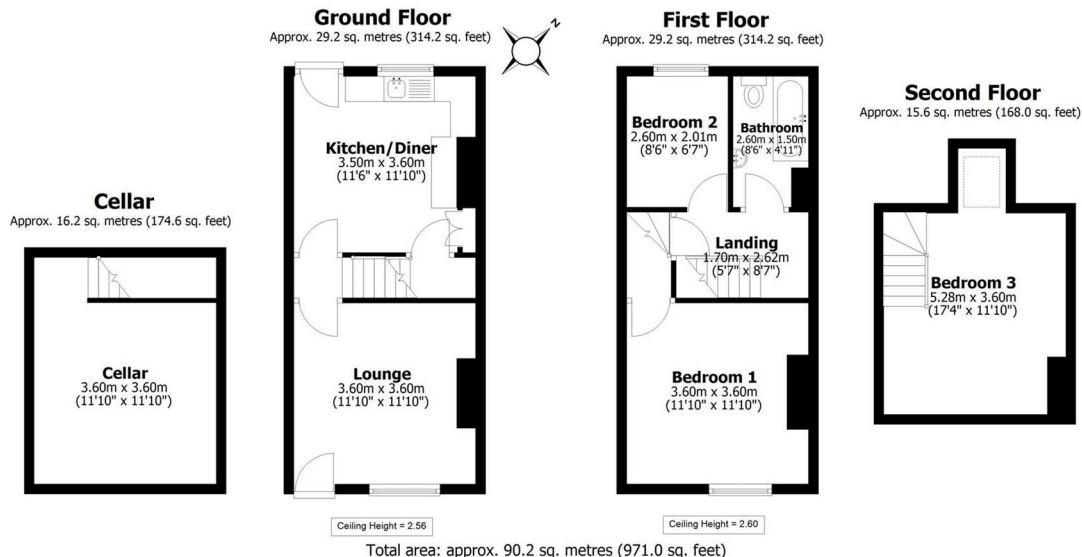 Ground Floor
Approx. 29.2 sq. metres (314.2 sq. feet)
N
Kitchen/Diner
3.50m x 3.60m
(11'6" x 11'10")
Lounge
3.60m x 3.60m
(11'10" x 11'10")
Ceiling Height = 2.56
First Floor
Approx. 29.2 sq. metres (314.2 sq. feet)
Bedroom 2
2.60m x 2.01m
(8'6" x 6'7")
Bathroom
2.60m x 1.50m
(8'6" x 4'11")
Landing
1.70m x 2.62m
(5'7" x 8'7")
Bedroom 1
3.60m x 3.60m
(11'10" x 11'10")
Ceiling Height = 2.60
Second Floor
Approx. 15.6 sq. metres (168.0 sq. feet)
Bedroom 3
5.28m x 3.60m
(17'4" x 11'10")
Cellar
Approx. 16.2 sq. metres (174.6 sq. feet)
Cellar
3.60m x 3.60m
(11'10" x 11'10")
Total area: approx. 90.2 sq. metres (971.0 sq. feet)